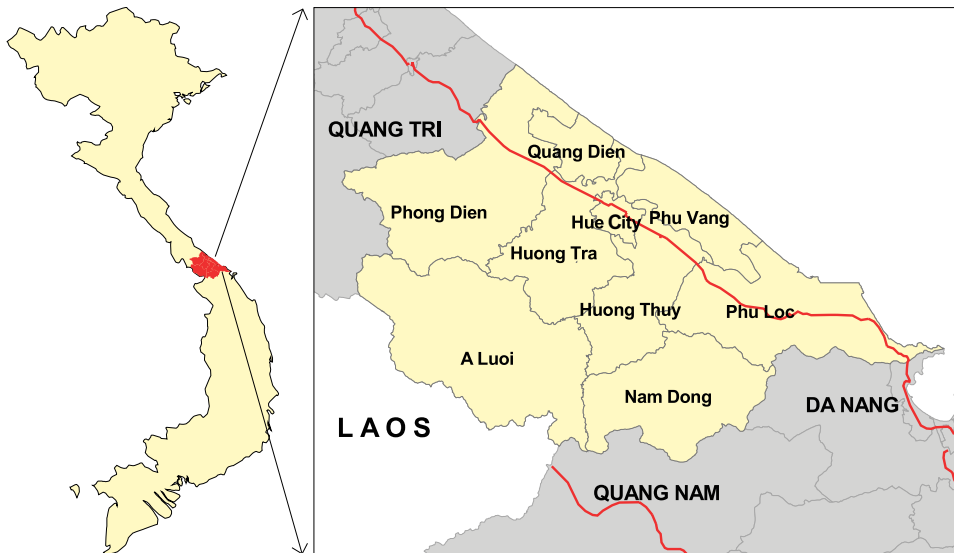 QUANG TRI
Quang Dien
Phong Dien
Hue City
Phu Vang
Huong Tra
Huong Thuy
Phu Loc
A Luoi
Nam Dong
DA NANG
LAOS
QUANG NAM